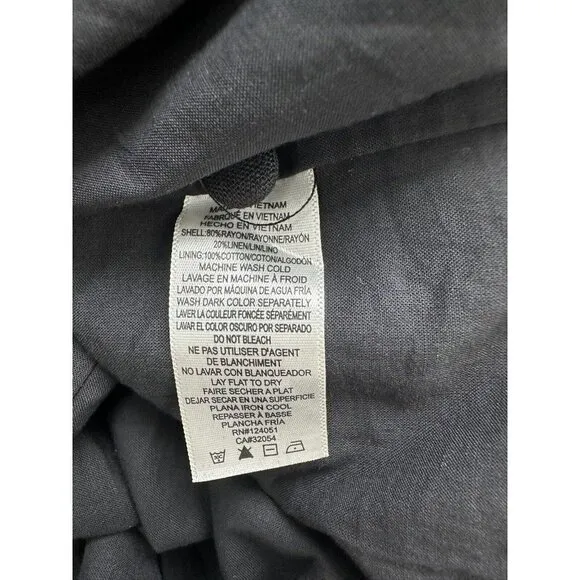 VIETNAM
FABRIQUÉ EN VIETNAM
HECHO EN VIETNAM
SHELL:80%RAYON/RAYONNE/RAYÓN
20%LINEN/LIN/LINO
LINING:100%COTTON/COTON/ALGODÓN
MACHINE WASH COLD
LAVAGE EN MACHINE À FROID
LAVADO POR MÁQUINA DE AGUA FRÍA
WASH DARK COLOR SEPARATELY
LAVER LA COULEUR FONCÉE SÉPARÉMENT
LAVAR EL COLOR OSCURO POR SEPARADO
DO NOT BLEACH
NE PAS UTILISER D'AGENT
DE BLANCHIMENT
NO LAVAR CON BLANQUEADOR
LAY FLAT TO DRY
FAIRE SECHER A PLAT
DEJAR SECAR EN UNA SUPERFICIE
PLANA IRON COOL
REPASSER À BASSE
PLANCHA FRÍA
RN#124051
CA#32054